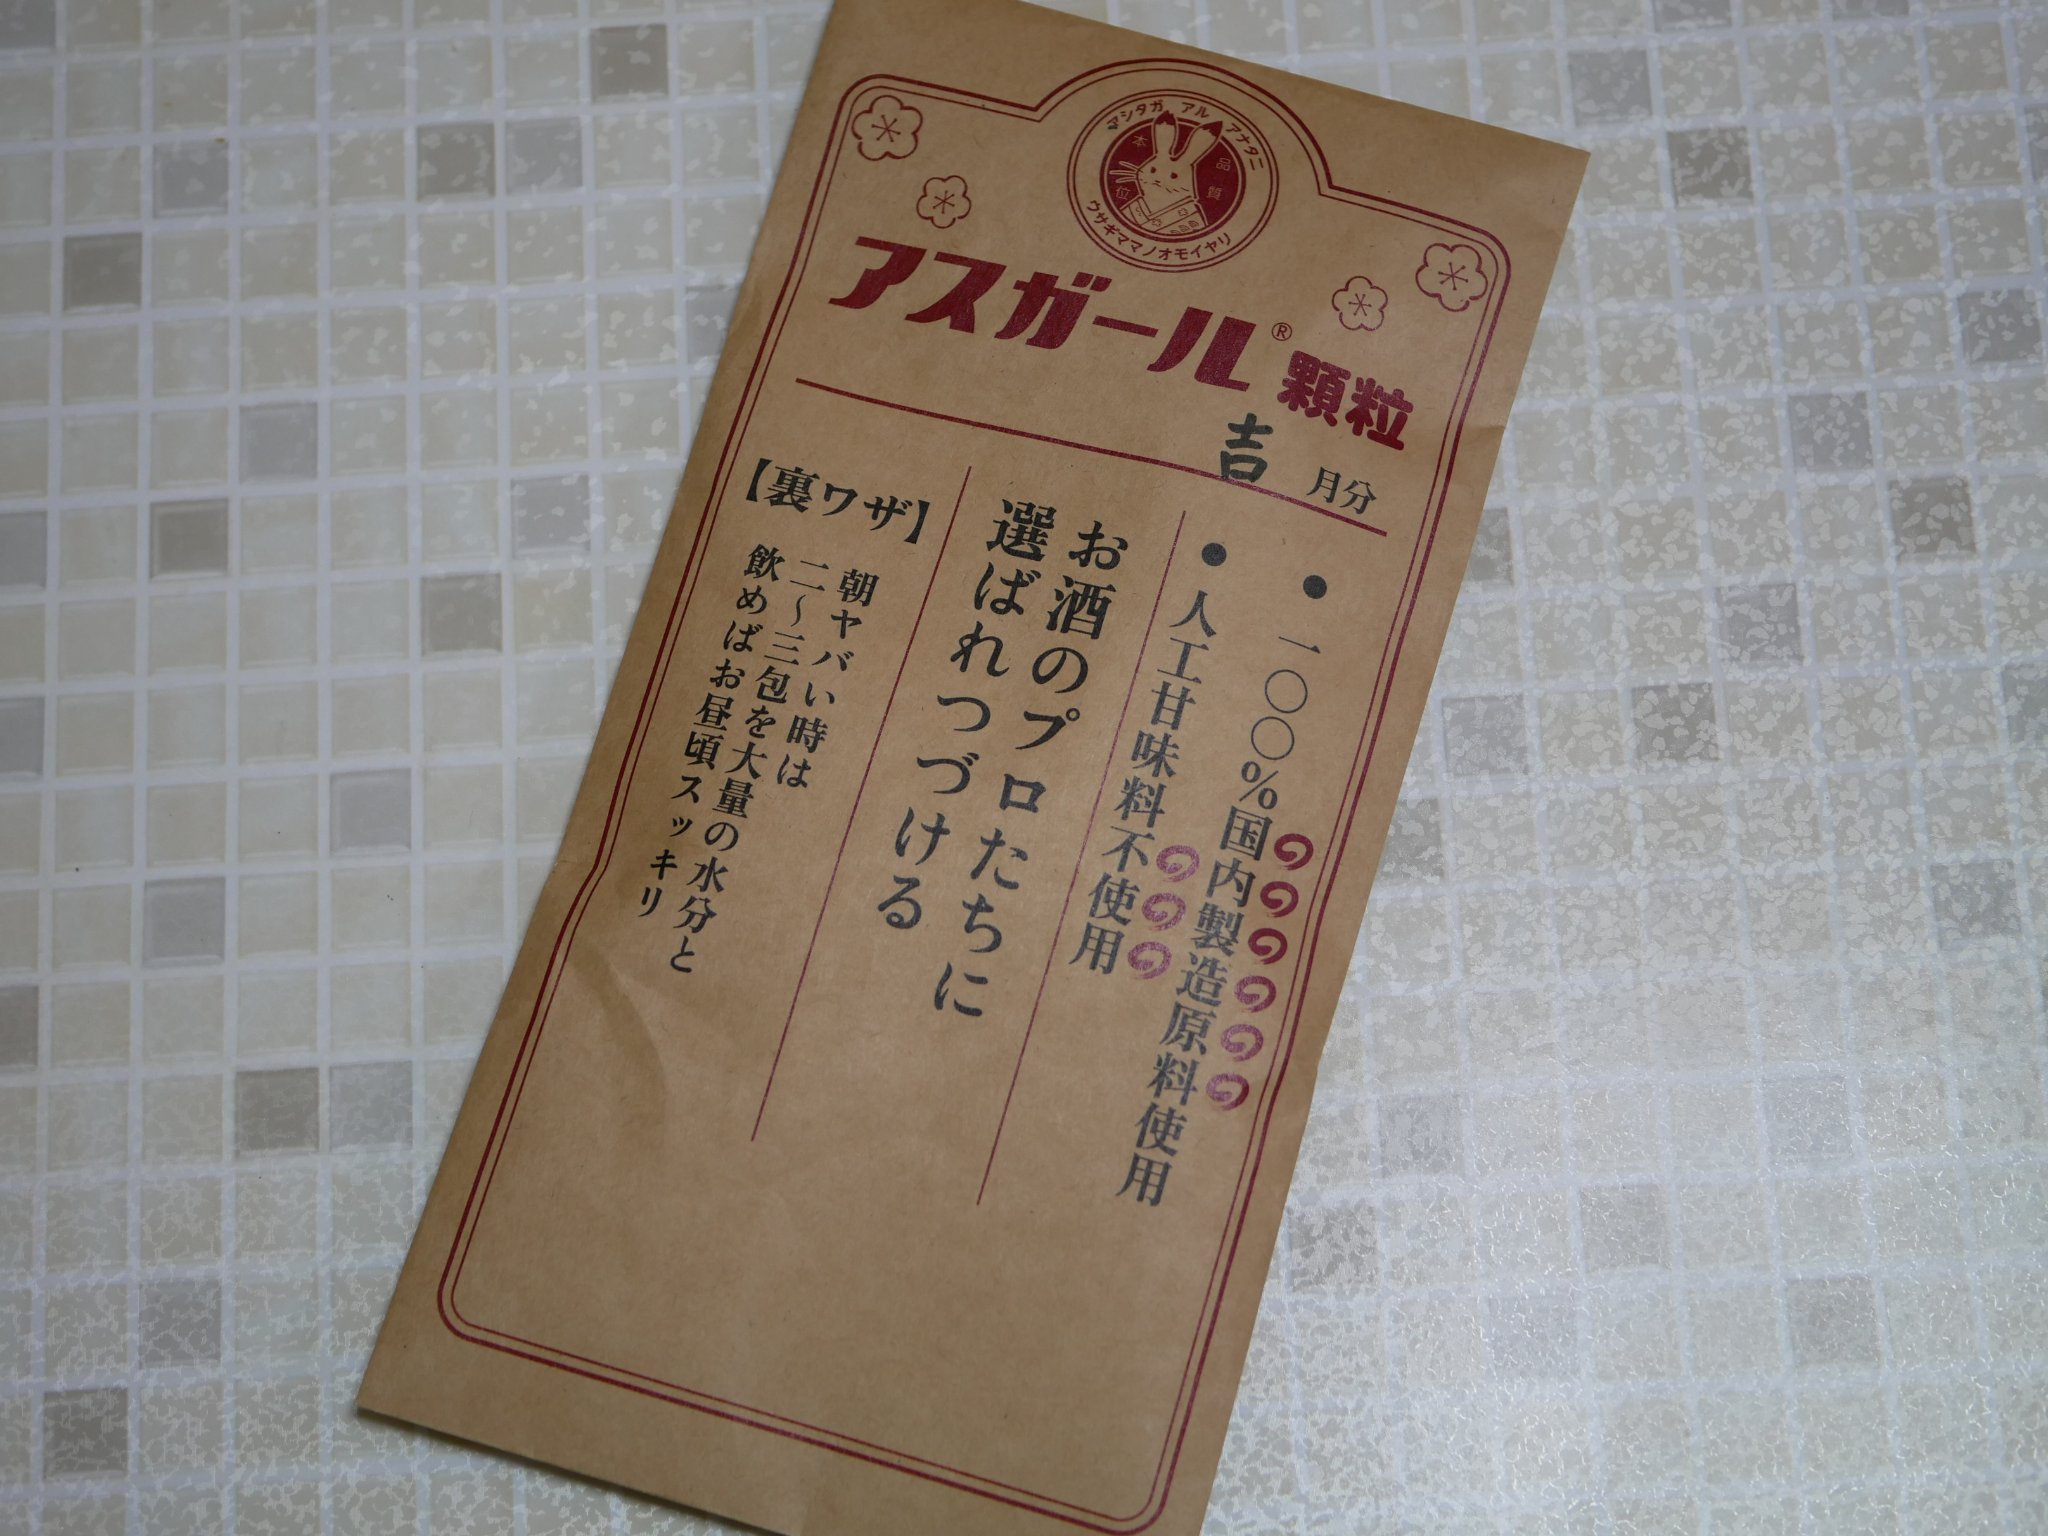 アシタガ アル アナタニ
本品位質
ウサギママノオモイヤリ
アスガール® 顆粒
吉 月分
● 一〇〇%国内製造原料使用
● 人工甘味料不使用
お酒のプロたちに
選ばれつづける
【裏ワザ】
朝ヤバい時は
二〜三包を大量の水分と
飲めばお昼頃スッキリ